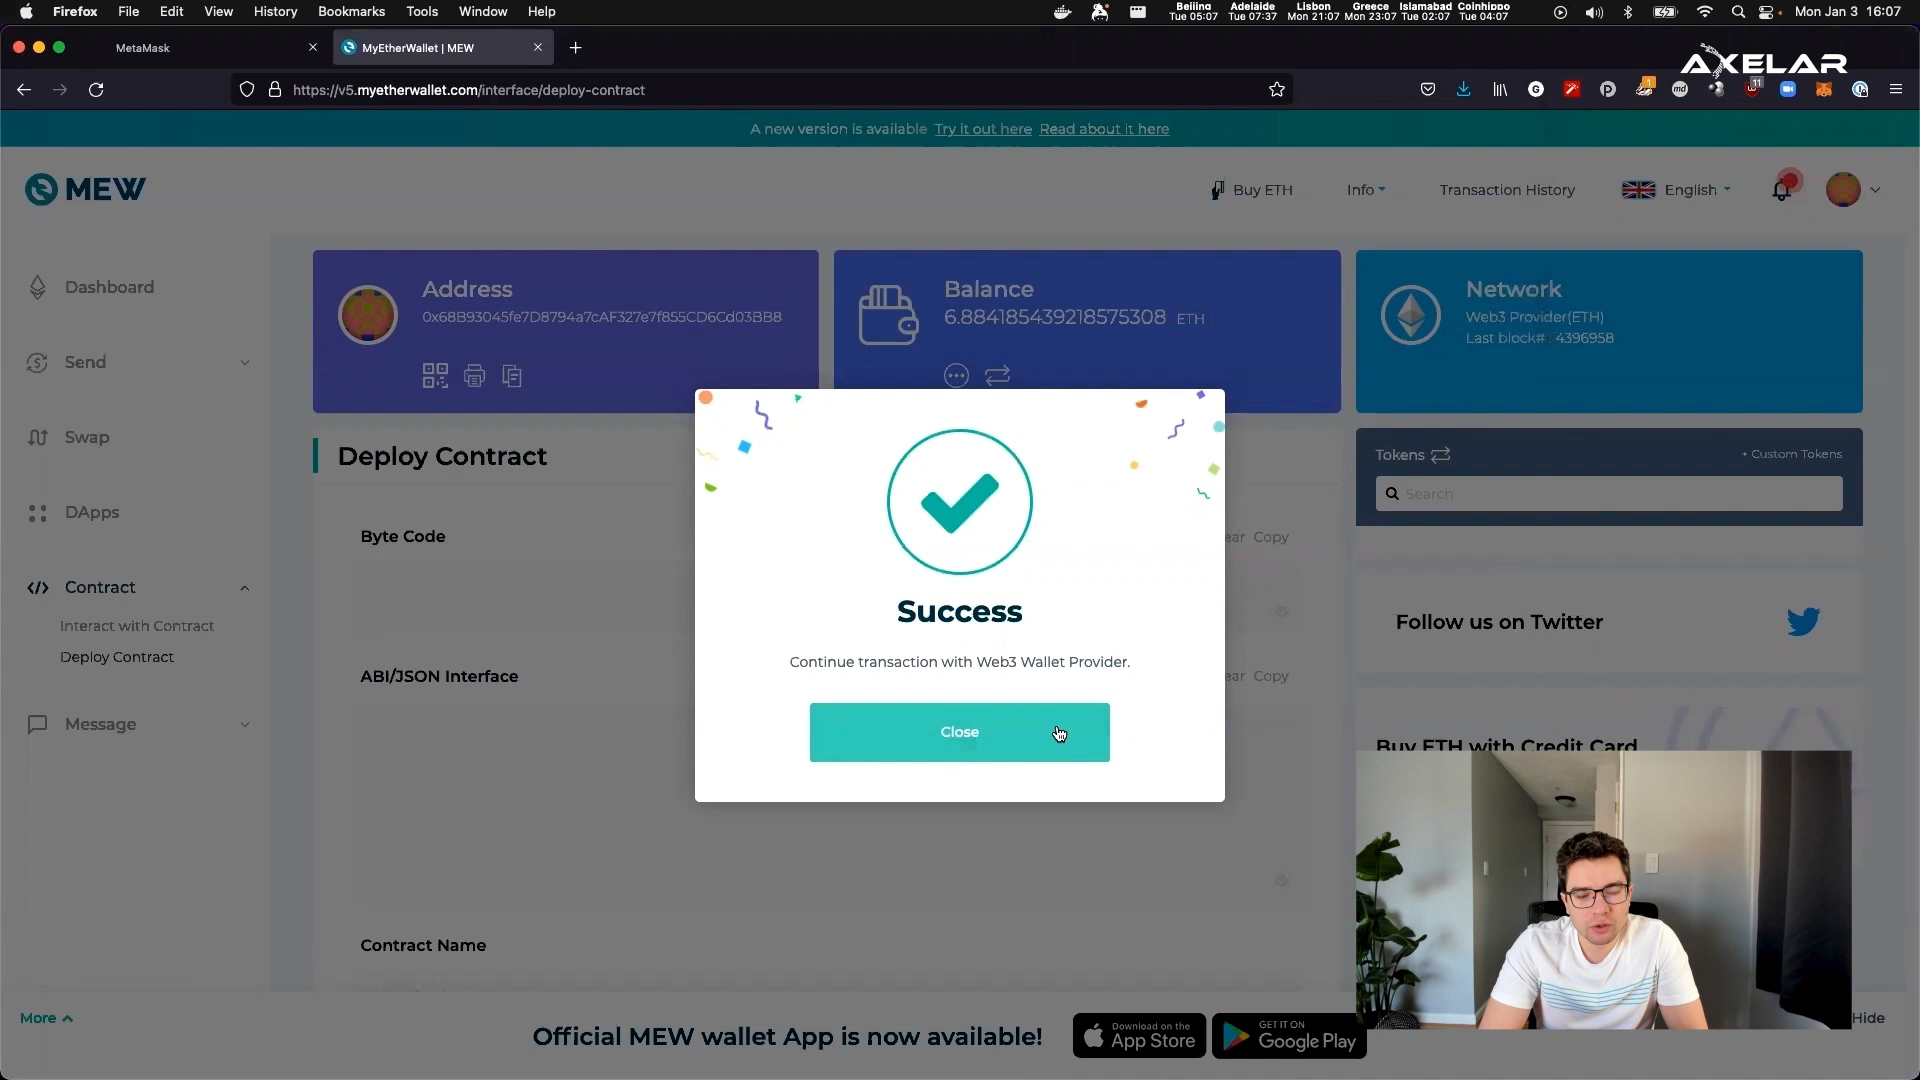 Firefox File Edit View History Bookmarks Tools Window Help
Beijing Adelaide Lisbon Greece Islamabad Coinhippo
Tue 05:07 Tue 07:37 Mon 21:07 Mon 23:07 Tue 02:07 Tue 04:07
Mon Jan 3 16:07
MetaMask
MyEtherWallet | MEW
AXELAR
https://v5.myetherwallet.com/interface/deploy-contract
1
11
A new version is available Try it out here Read about it here
MEW
Buy ETH
Info
Transaction History
English
Dashboard
Send
Swap
DApps
Contract
Interact with Contract
Deploy Contract
Message
Address
0x68B93045fe7D8794a7cAF327e7f855CD6Cd03BB8
Balance
6.884185439218575308 ETH
Network
Web3 Provider(ETH)
Last block# : 4396958
Deploy Contract
Byte Code
ear Copy
ABI/JSON Interface
ear Copy
Contract Name
Tokens
+ Custom Tokens
Search
Follow us on Twitter
Buy ETH with Credit Card
Success
Continue transaction with Web3 Wallet Provider.
Close
More
Official MEW wallet App is now available!
Download on the
App Store
GET IT ON
Google Play
Hide